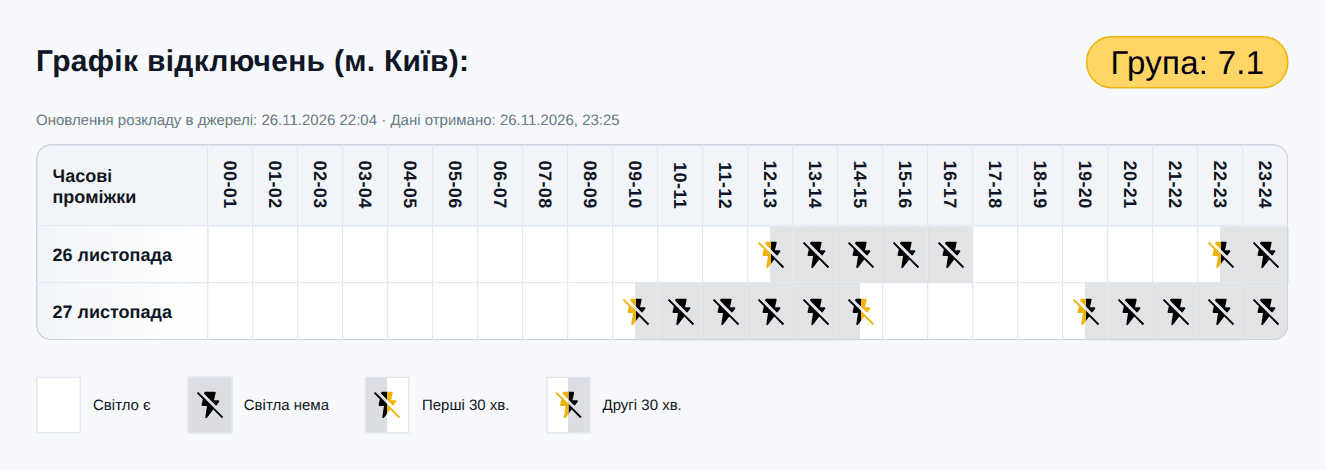 Графік відключень (м. Київ):
Група: 7.1
Оновлення розкладу в джерелі: 26.11.2026 22:04 · Дані отримано: 26.11.2026, 23:25
Часові
проміжки
00-01 01-02 02-03 03-04 04-05 05-06 06-07 07-08 08-09 09-10 10-11 11-12 12-13 13-14 14-15 15-16 16-17 17-18 18-19 19-20 20-21 21-22 22-23 23-24
26 листопада
27 листопада
Світло є
Світла нема
Перші 30 хв.
Другі 30 хв.